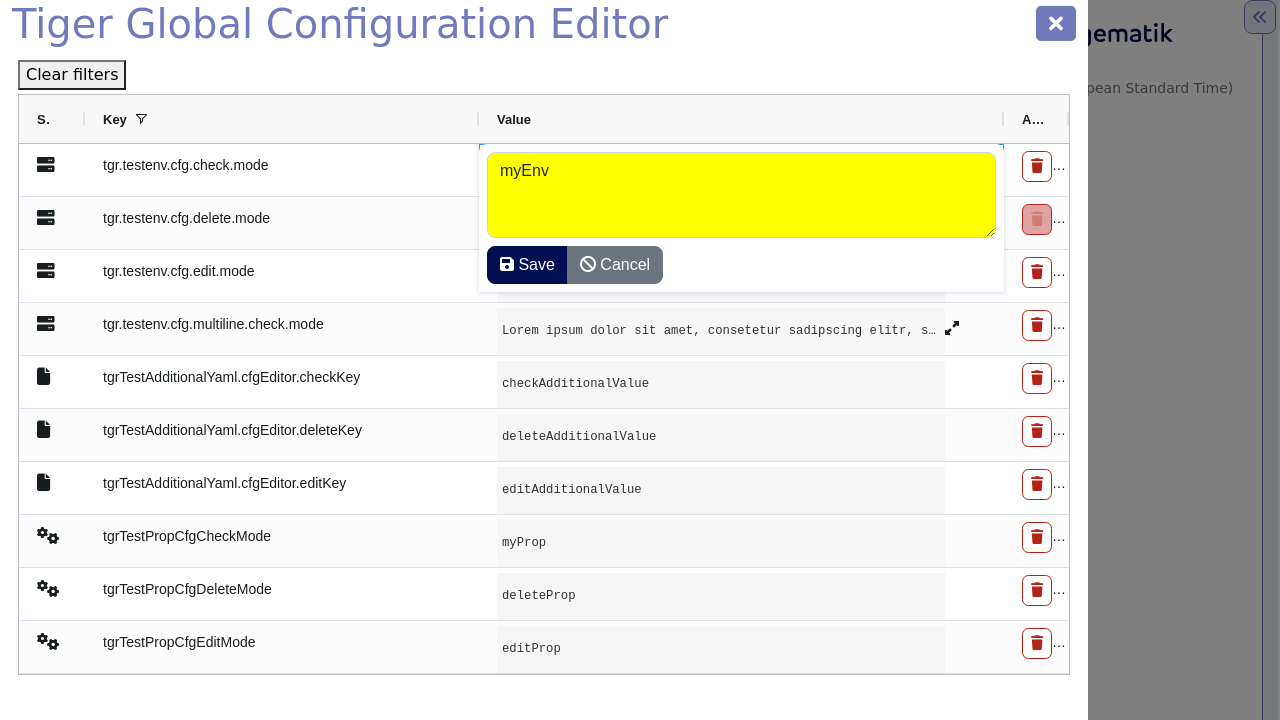 Tiger Global Configuration Editor
gematik
Clear filters
pean Standard Time)
S.
Key
Value
A...
tgr.testenv.cfg.check.mode
myEnv
...
tgr.testenv.cfg.delete.mode
...
Save
Cancel
tgr.testenv.cfg.edit.mode
...
tgr.testenv.cfg.multiline.check.mode
Lorem ipsum dolor sit amet, consetetur sadipscing elitr, s…
...
tgrTestAdditionalYaml.cfgEditor.checkKey
checkAdditionalValue
...
tgrTestAdditionalYaml.cfgEditor.deleteKey
deleteAdditionalValue
...
tgrTestAdditionalYaml.cfgEditor.editKey
editAdditionalValue
...
tgrTestPropCfgCheckMode
myProp
...
tgrTestPropCfgDeleteMode
deleteProp
...
tgrTestPropCfgEditMode
editProp
...